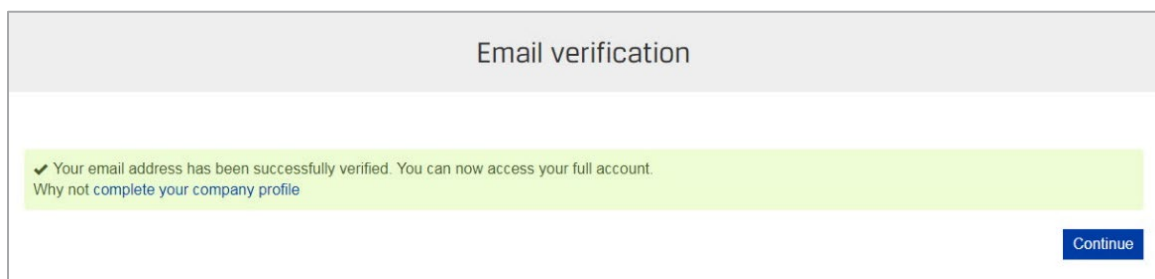 Email verification
✔ Your email address has been successfully verified. You can now access your full account.
Why not complete your company profile
Continue